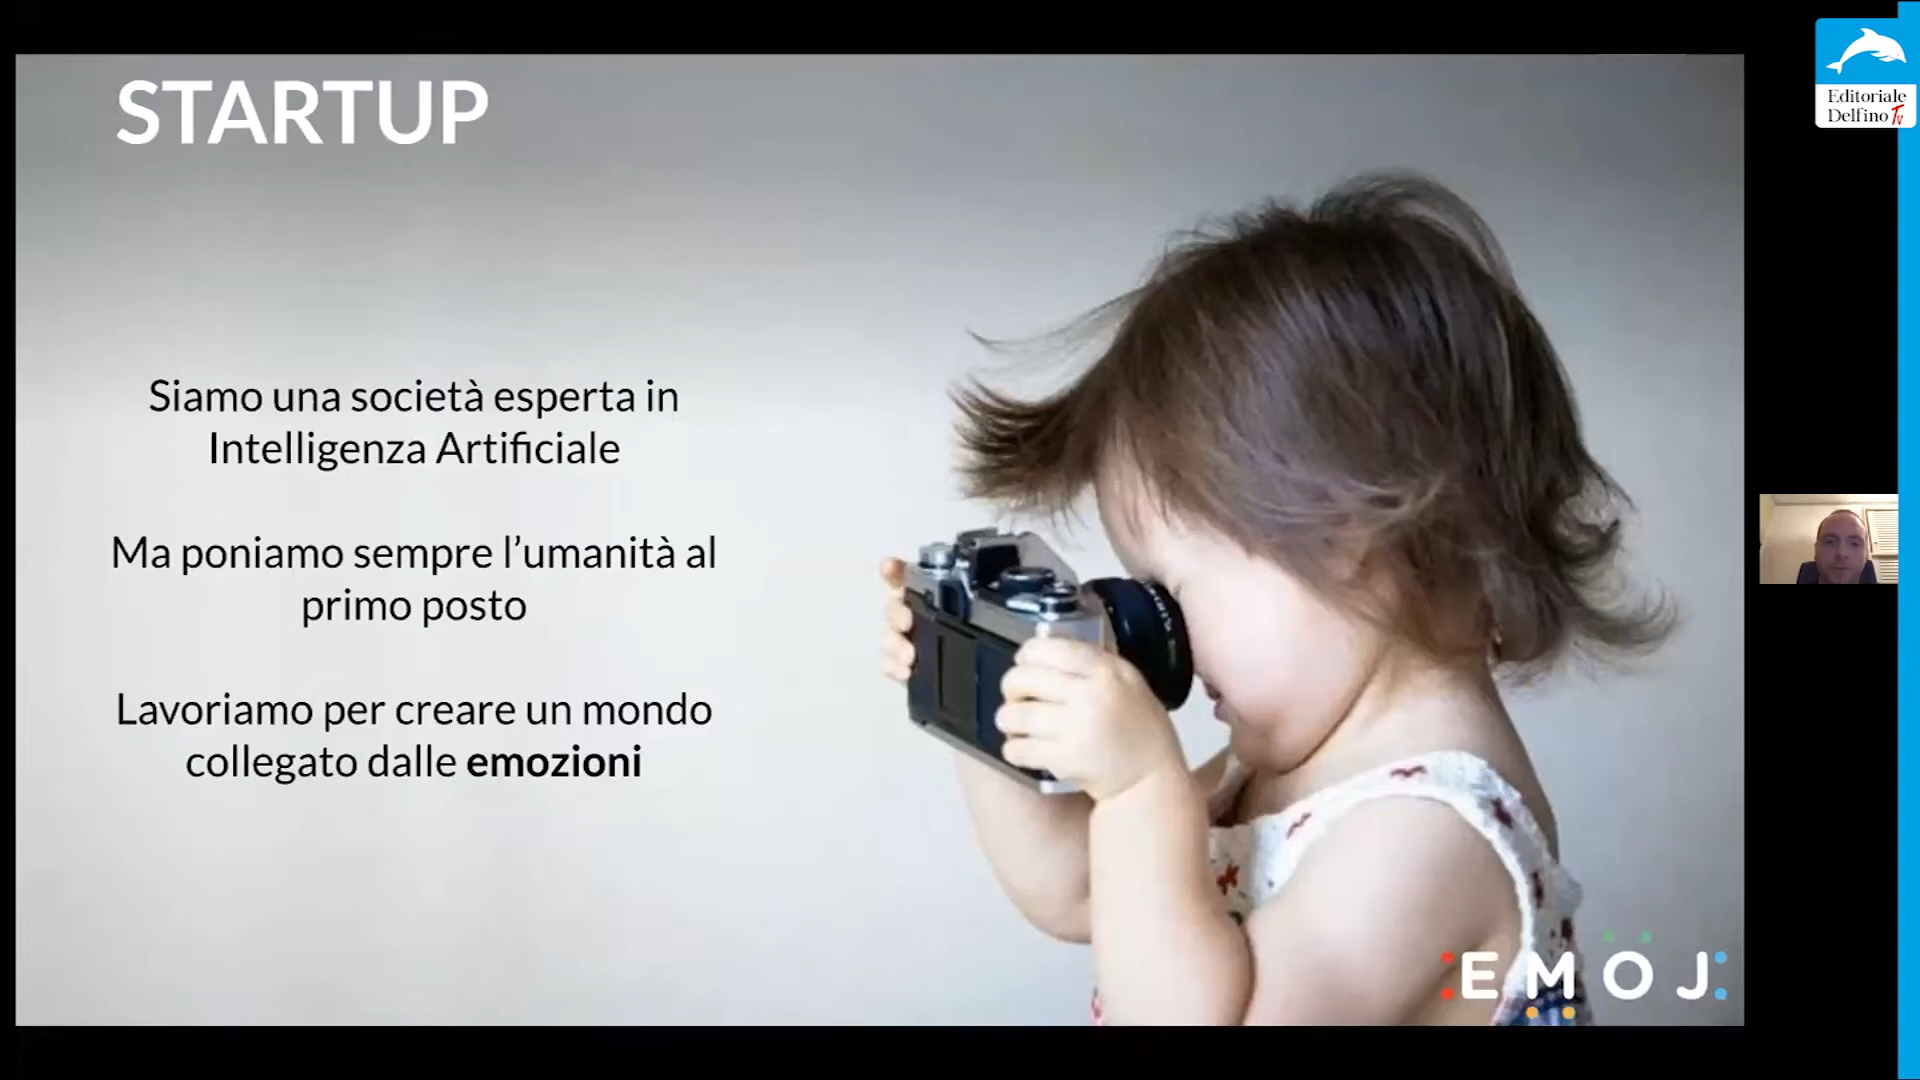 STARTUP
Siamo una società esperta in
Intelligenza Artificiale
Ma poniamo sempre l’umanità al
primo posto
Lavoriamo per creare un mondo
collegato dalle emozioni
EMOJ
Editoriale
Delfino Tv